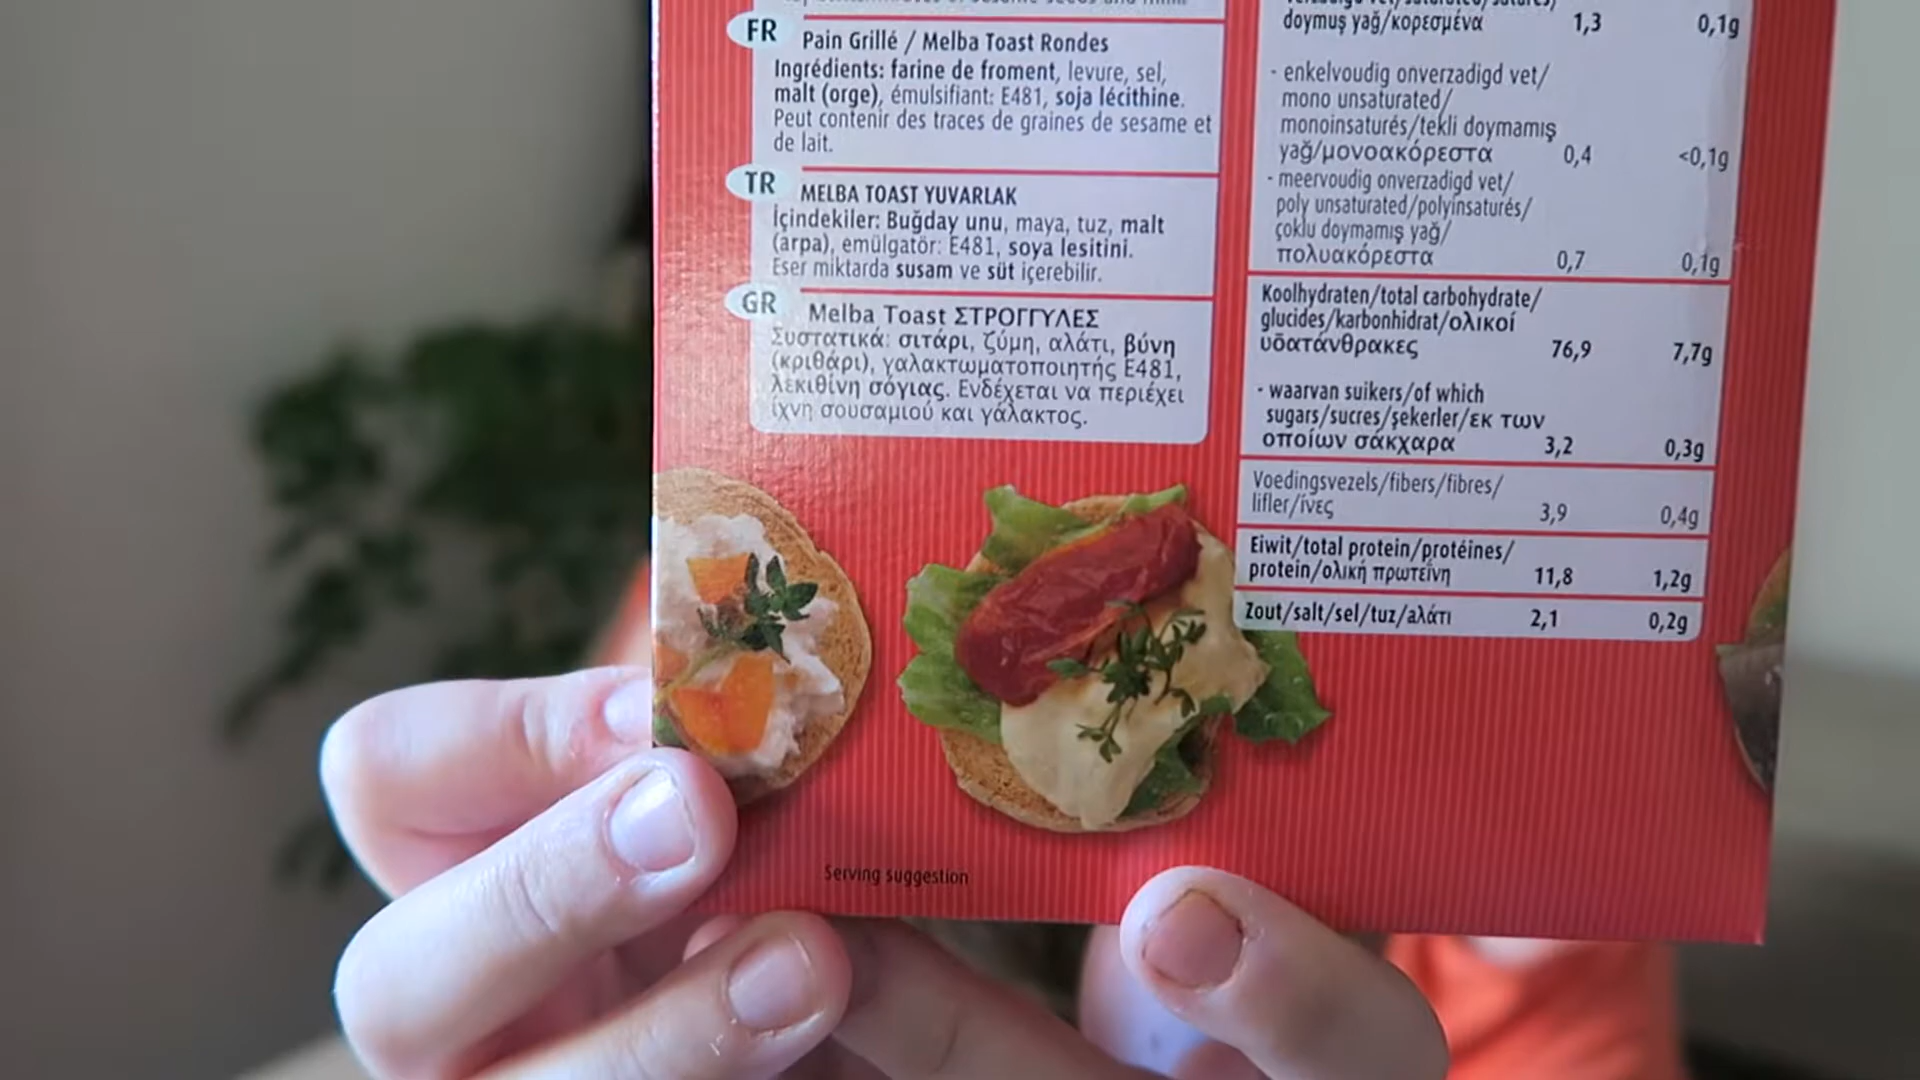 FR
Pain Grillé / Melba Toast Rondes
Ingrédients: farine de froment, levure, sel,
malt (orge), émulsifiant: E481, soja lécithine.
Peut contenir des traces de graines de sesame et
de lait.
TR
MELBA TOAST YUVARLAK
İçindekiler: Buğday unu, maya, tuz, malt
(arpa), emülgatör: E481, soya lesitini.
Eser miktarda susam ve süt içerebilir.
GR
Melba Toast ΣΤΡΟΓΓΥΛΕΣ
Συστατικά: σιτάρι, ζύμη, αλάτι, βύνη
(κριθάρι), γαλακτωματοποιητής E481,
λεκιθίνη σόγιας. Ενδέχεται να περιέχει
ίχνη σουσαμιού και γάλακτος.
Serving suggestion
doymuş yağ/κορεσμένα 1,3 0,1g
- enkelvoudig onverzadigd vet/
mono unsaturated/
monoinsaturés/tekli doymamış
yağ/μονοακόρεστα 0,4 <0,1g
- meervoudig onverzadigd vet/
poly unsaturated/polyinsaturés/
çoklu doymamış yağ/
πολυακόρεστα 0,7 0,1g
Koolhydraten/total carbohydrate/
glucides/karbonhidrat/ολικοί
υδατάνθρακες 76,9 7,7g
- waarvan suikers/of which
sugars/sucres/şekerler/εκ των
οποίων σάκχαρα 3,2 0,3g
Voedingsvezels/fibers/fibres/
lifler/ίνες 3,9 0,4g
Eiwit/total protein/protéines/
protein/ολική πρωτεΐνη 11,8 1,2g
Zout/salt/sel/tuz/αλάτι 2,1 0,2g